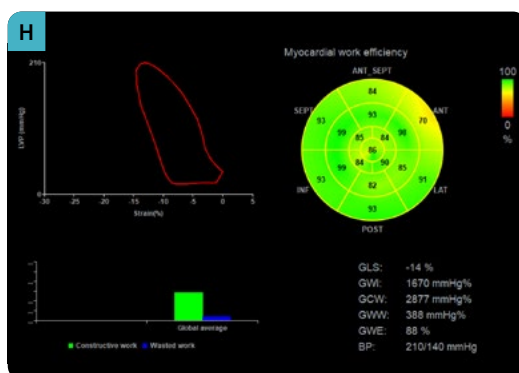 H
Myocardial work efficiency
210
LVP (mmHg)
0
-30 -25 -20 -15 -10 -5 0 5
Strain(%)
ANT_SEPT
SEPT
ANT
INF
LAT
POST
84
93
93
70
99
85
84
98
86
99
84
90
85
93
82
91
93
100
0
%
Global average
Constructive work
Wasted work
GLS: -14 %
GWI: 1670 mmHg%
GCW: 2877 mmHg%
GWW: 388 mmHg%
GWE: 88 %
BP: 210/140 mmHg